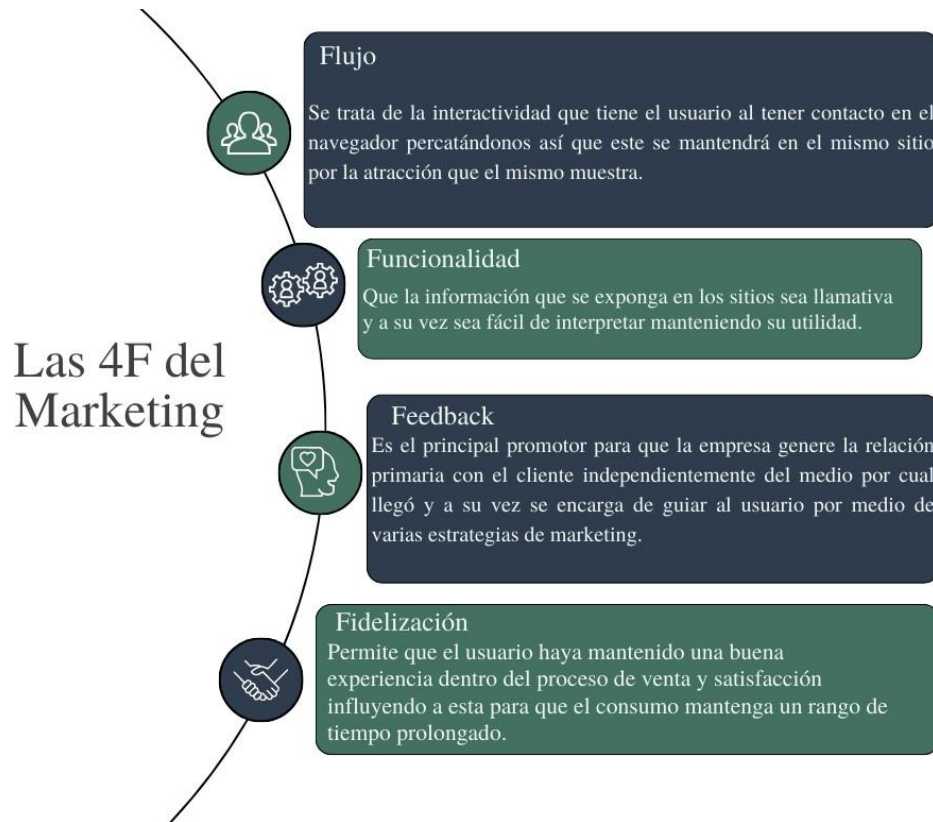 Flujo
Se trata de la interactividad que tiene el usuario al tener contacto en el
navegador percatándonos así que este se mantendrá en el mismo sitio
por la atracción que el mismo muestra.
Funcionalidad
Que la información que se exponga en los sitios sea llamativa
y a su vez sea fácil de interpretar manteniendo su utilidad.
Las 4F del
Marketing
Feedback
Es el principal promotor para que la empresa genere la relación
primaria con el cliente independientemente del medio por cual
llegó y a su vez se encarga de guiar al usuario por medio de
varias estrategias de marketing.
Fidelización
Permite que el usuario haya mantenido una buena
experiencia dentro del proceso de venta y satisfacción
influyendo a esta para que el consumo mantenga un rango de
tiempo prolongado.